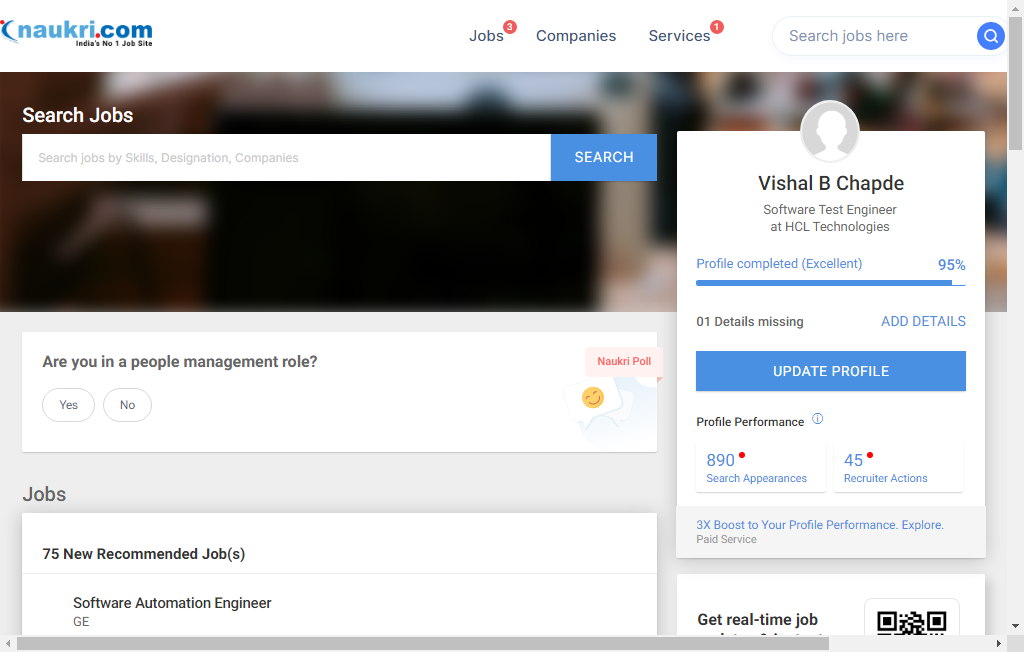 naukri.com
India's No 1 Job Site
Jobs 3
Companies
Services 1
Search jobs here
Search Jobs
Search jobs by Skills, Designation, Companies
SEARCH
Vishal B Chapde
Software Test Engineer
at HCL Technologies
Profile completed (Excellent) 95%
01 Details missing ADD DETAILS
UPDATE PROFILE
Profile Performance
890
Search Appearances
45
Recruiter Actions
3X Boost to Your Profile Performance. Explore.
Paid Service
Are you in a people management role?
Naukri Poll
Yes No
Jobs
75 New Recommended Job(s)
Software Automation Engineer
GE
Get real-time job